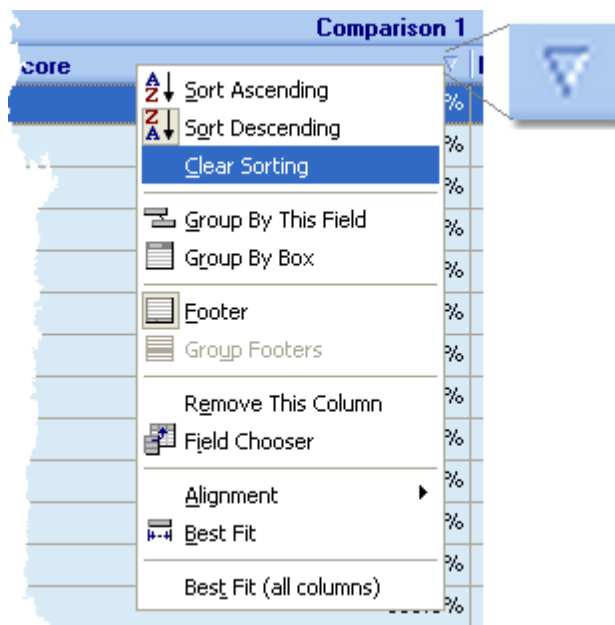 Comparison 1
core
Sort Ascending
%
Sort Descending
%
Clear Sorting
%
Group By This Field
%
Group By Box
%
Footer
%
Group Footers
%
Remove This Column
%
Field Chooser
%
Alignment
%
Best Fit
%
%
Best Fit (all columns)
%